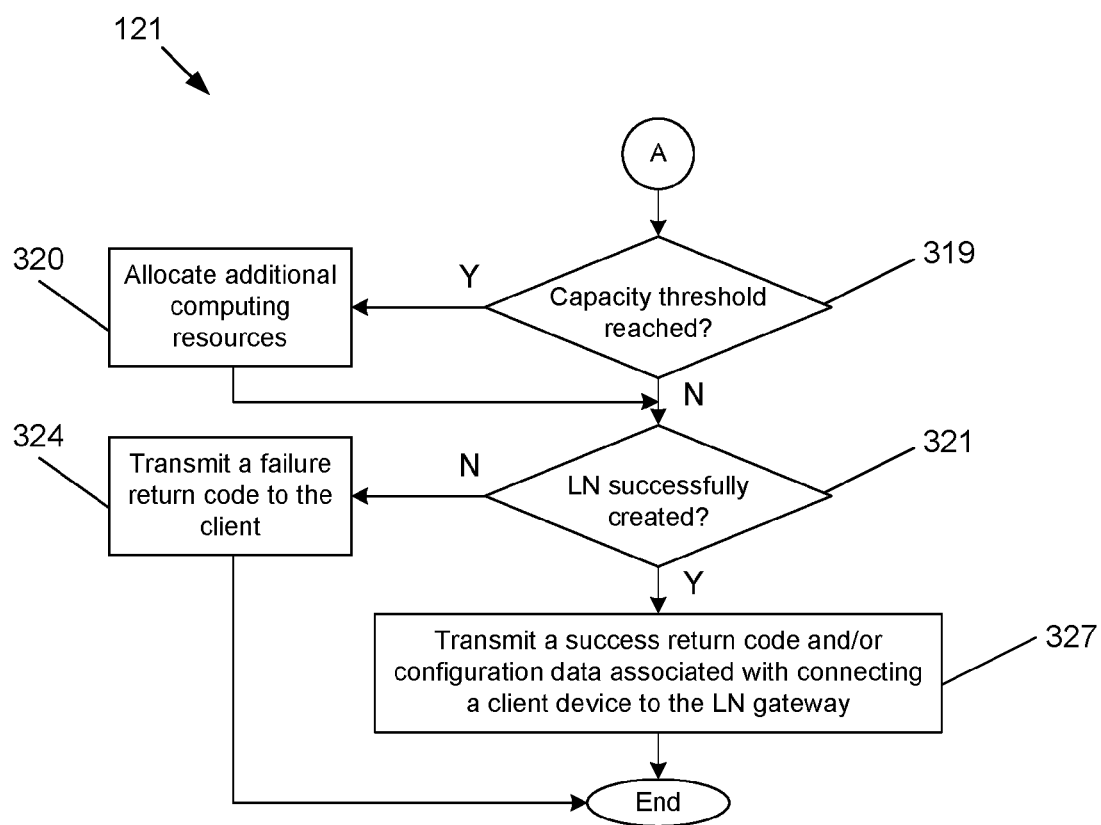 121
A
320
Allocate additional
computing
resources
Y
Capacity threshold
reached?
319
N
324
Transmit a failure
return code to the
client
N
LN successfully
created?
321
Y
Transmit a success return code and/or
configuration data associated with connecting
a client device to the LN gateway
327
End